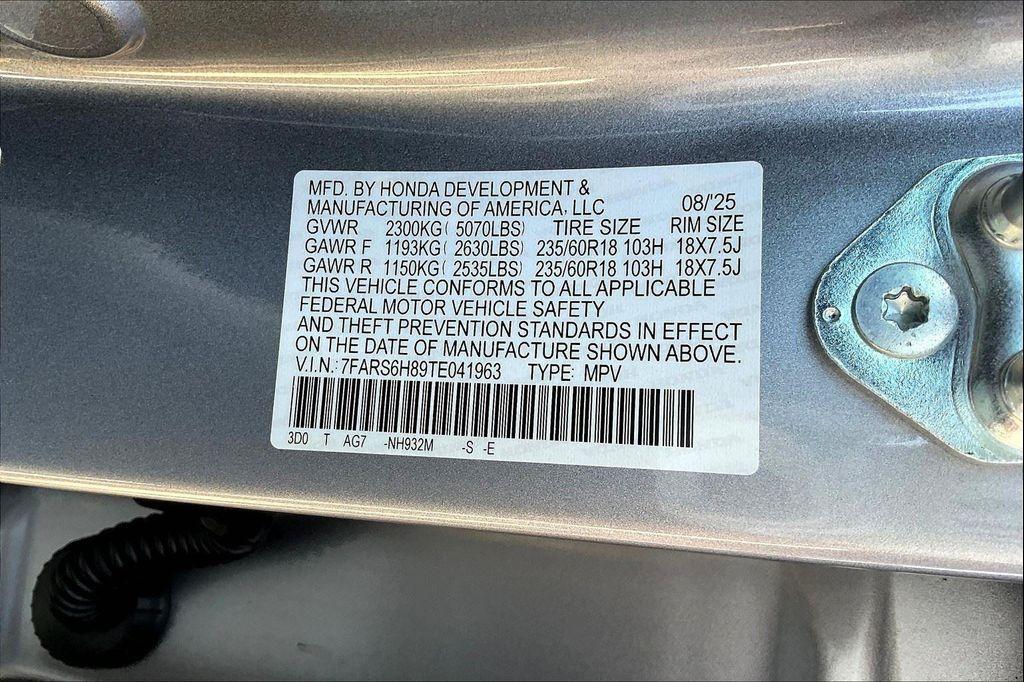 MFD. BY HONDA DEVELOPMENT &
MANUFACTURING OF AMERICA, LLC 08/'25
GVWR 2300KG( 5070LBS) TIRE SIZE RIM SIZE
GAWR F 1193KG( 2630LBS) 235/60R18 103H 18X7.5J
GAWR R 1150KG( 2535LBS) 235/60R18 103H 18X7.5J
THIS VEHICLE CONFORMS TO ALL APPLICABLE
FEDERAL MOTOR VEHICLE SAFETY
AND THEFT PREVENTION STANDARDS IN EFFECT
ON THE DATE OF MANUFACTURE SHOWN ABOVE.
V.I.N.: 7FARS6H89TE041963 TYPE: MPV
3D0 T AG7 -NH932M -S -E